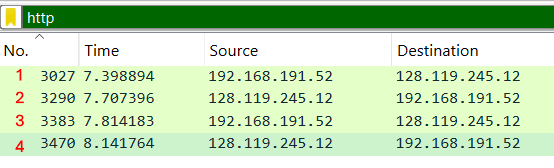 http
No. Time Source Destination
1 3027 7.398894 192.168.191.52 128.119.245.12
2 3290 7.707396 128.119.245.12 192.168.191.52
3 3383 7.814183 192.168.191.52 128.119.245.12
4 3470 8.141764 128.119.245.12 192.168.191.52